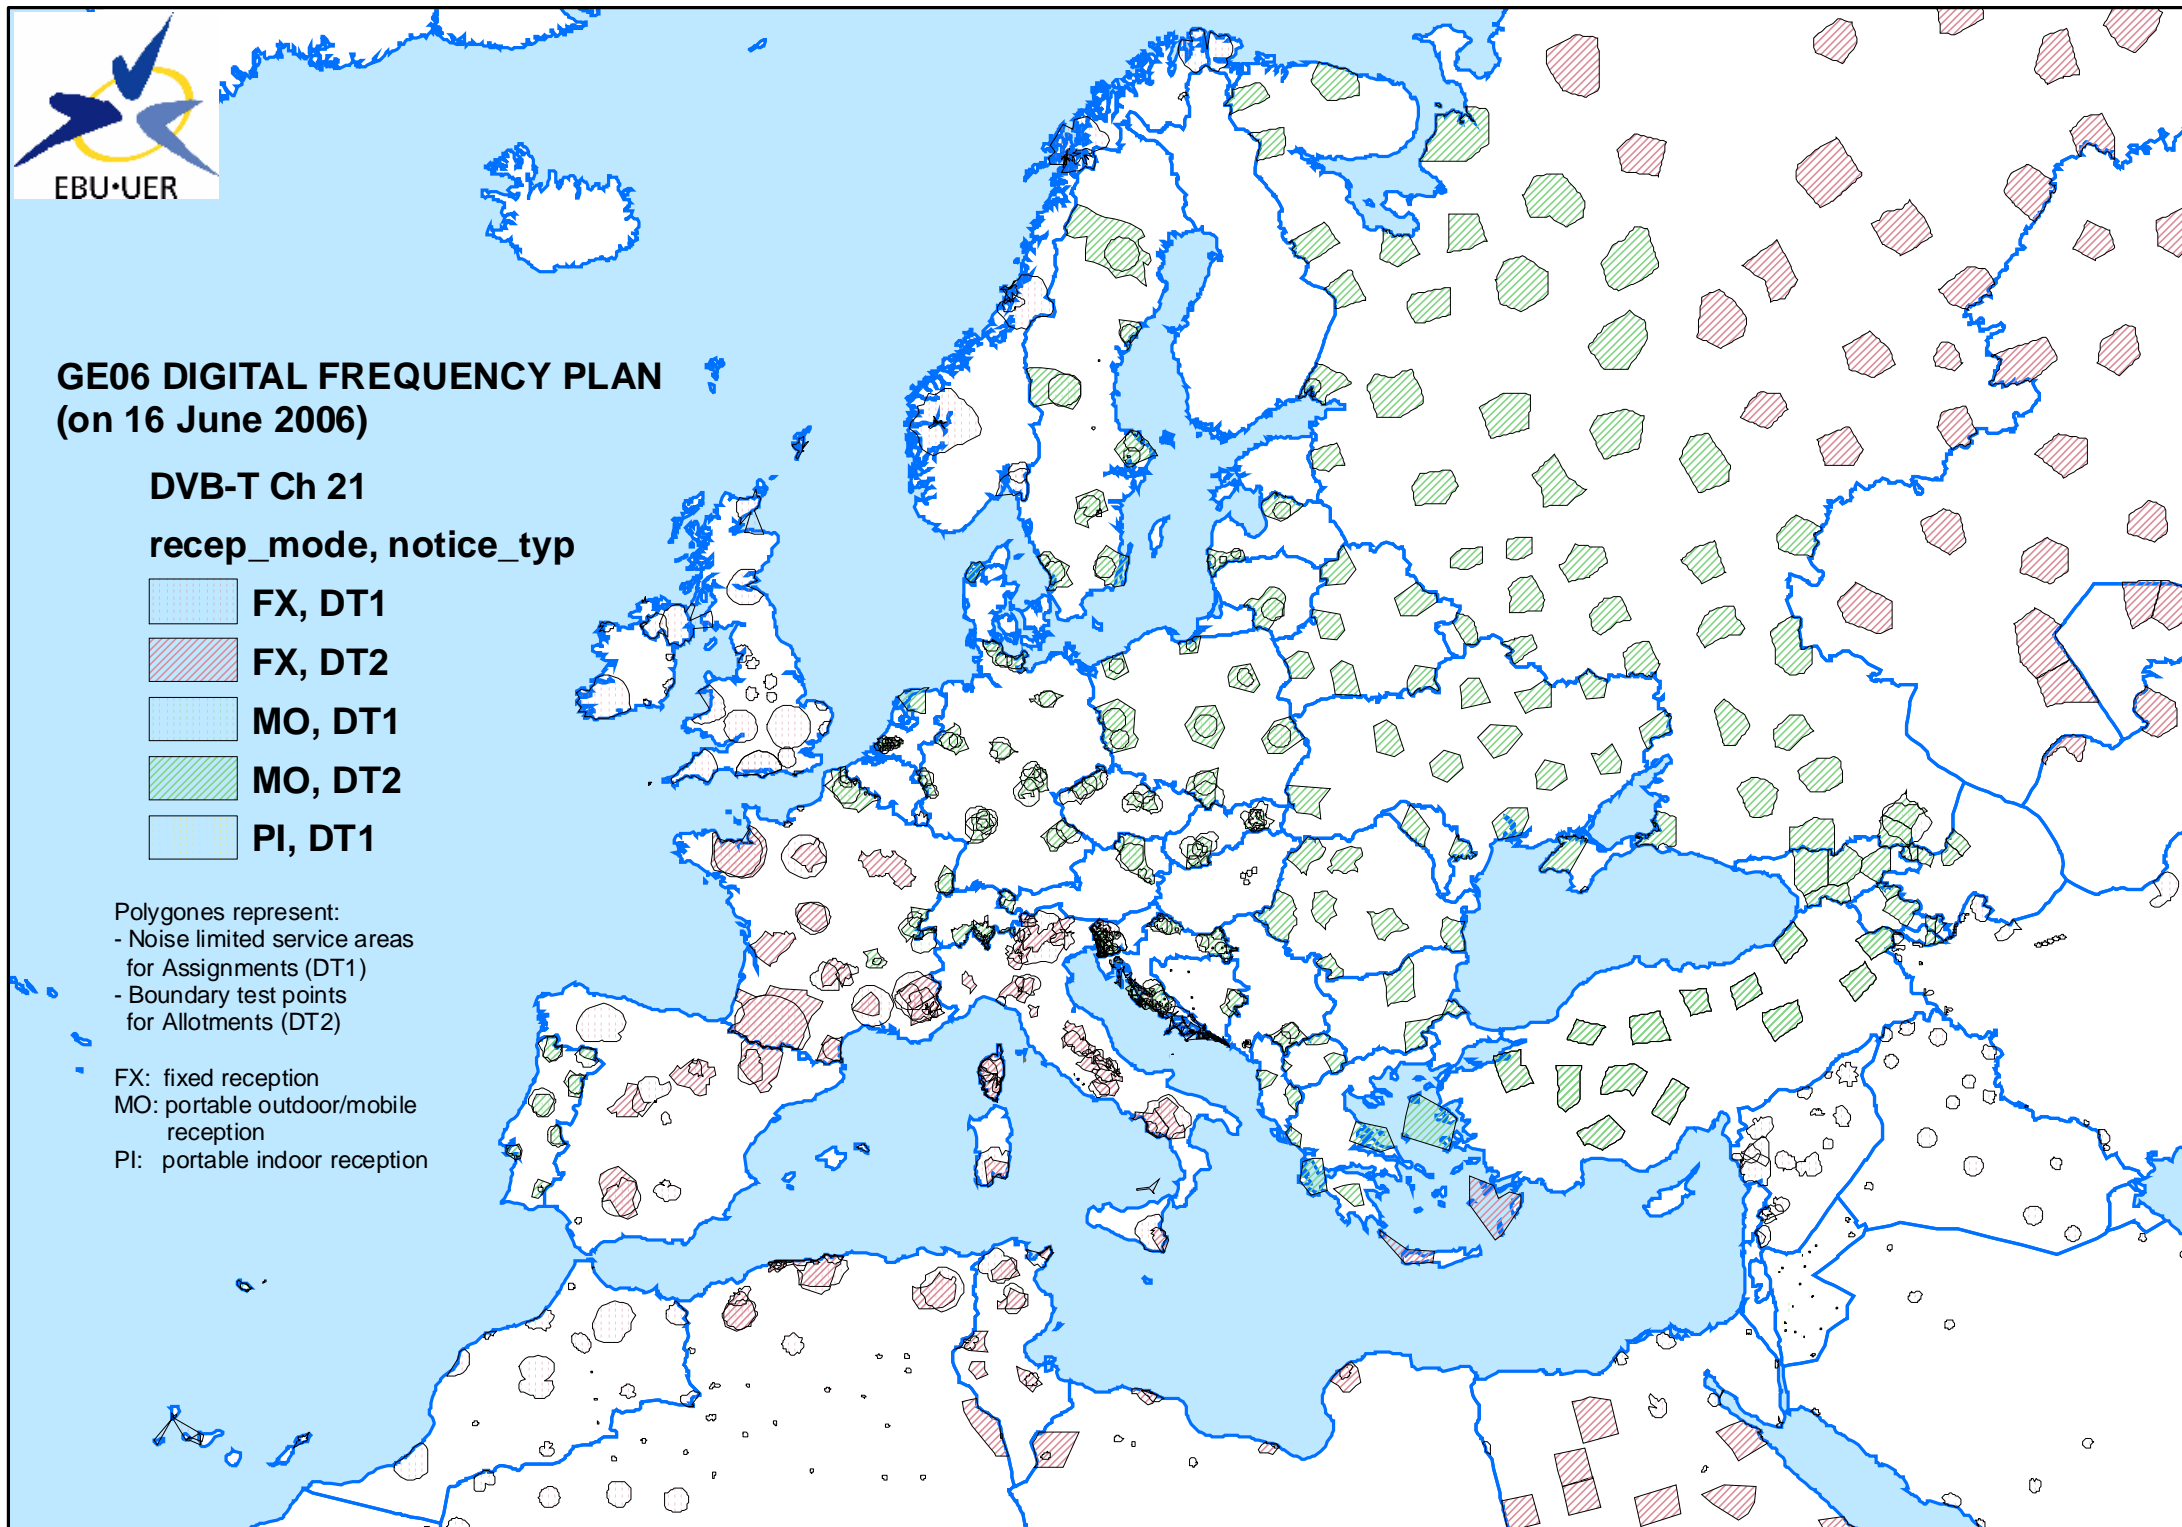 EBU•UER
GE06 DIGITAL FREQUENCY PLAN
(on 16 June 2006)
DVB-T Ch 21
recep_mode, notice_typ
FX, DT1
FX, DT2
MO, DT1
MO, DT2
PI, DT1
Polygones represent:
- Noise limited service areas
for Assignments (DT1)
- Boundary test points
for Allotments (DT2)
FX: fixed reception
MO: portable outdoor/mobile
reception
PI: portable indoor reception